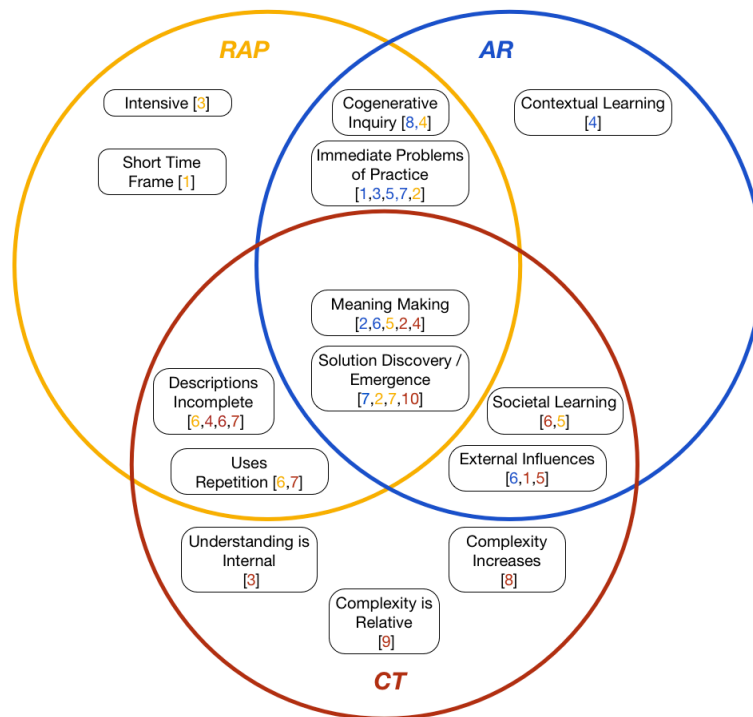 RAP
AR
Intensive [3]
Cogenerative
Inquiry [8,4]
Contextual Learning
[4]
Short Time
Frame [1]
Immediate Problems
of Practice
[1,3,5,7,2]
Meaning Making
[2,6,5,2,4]
Solution Discovery /
Emergence
[7,2,7,10]
Descriptions
Incomplete
[6,4,6,7]
Societal Learning
[6,5]
Uses
Repetition [6,7]
External Influences
[6,1,5]
Understanding is
Internal
[3]
Complexity
Increases
[8]
Complexity is
Relative
[9]
CT